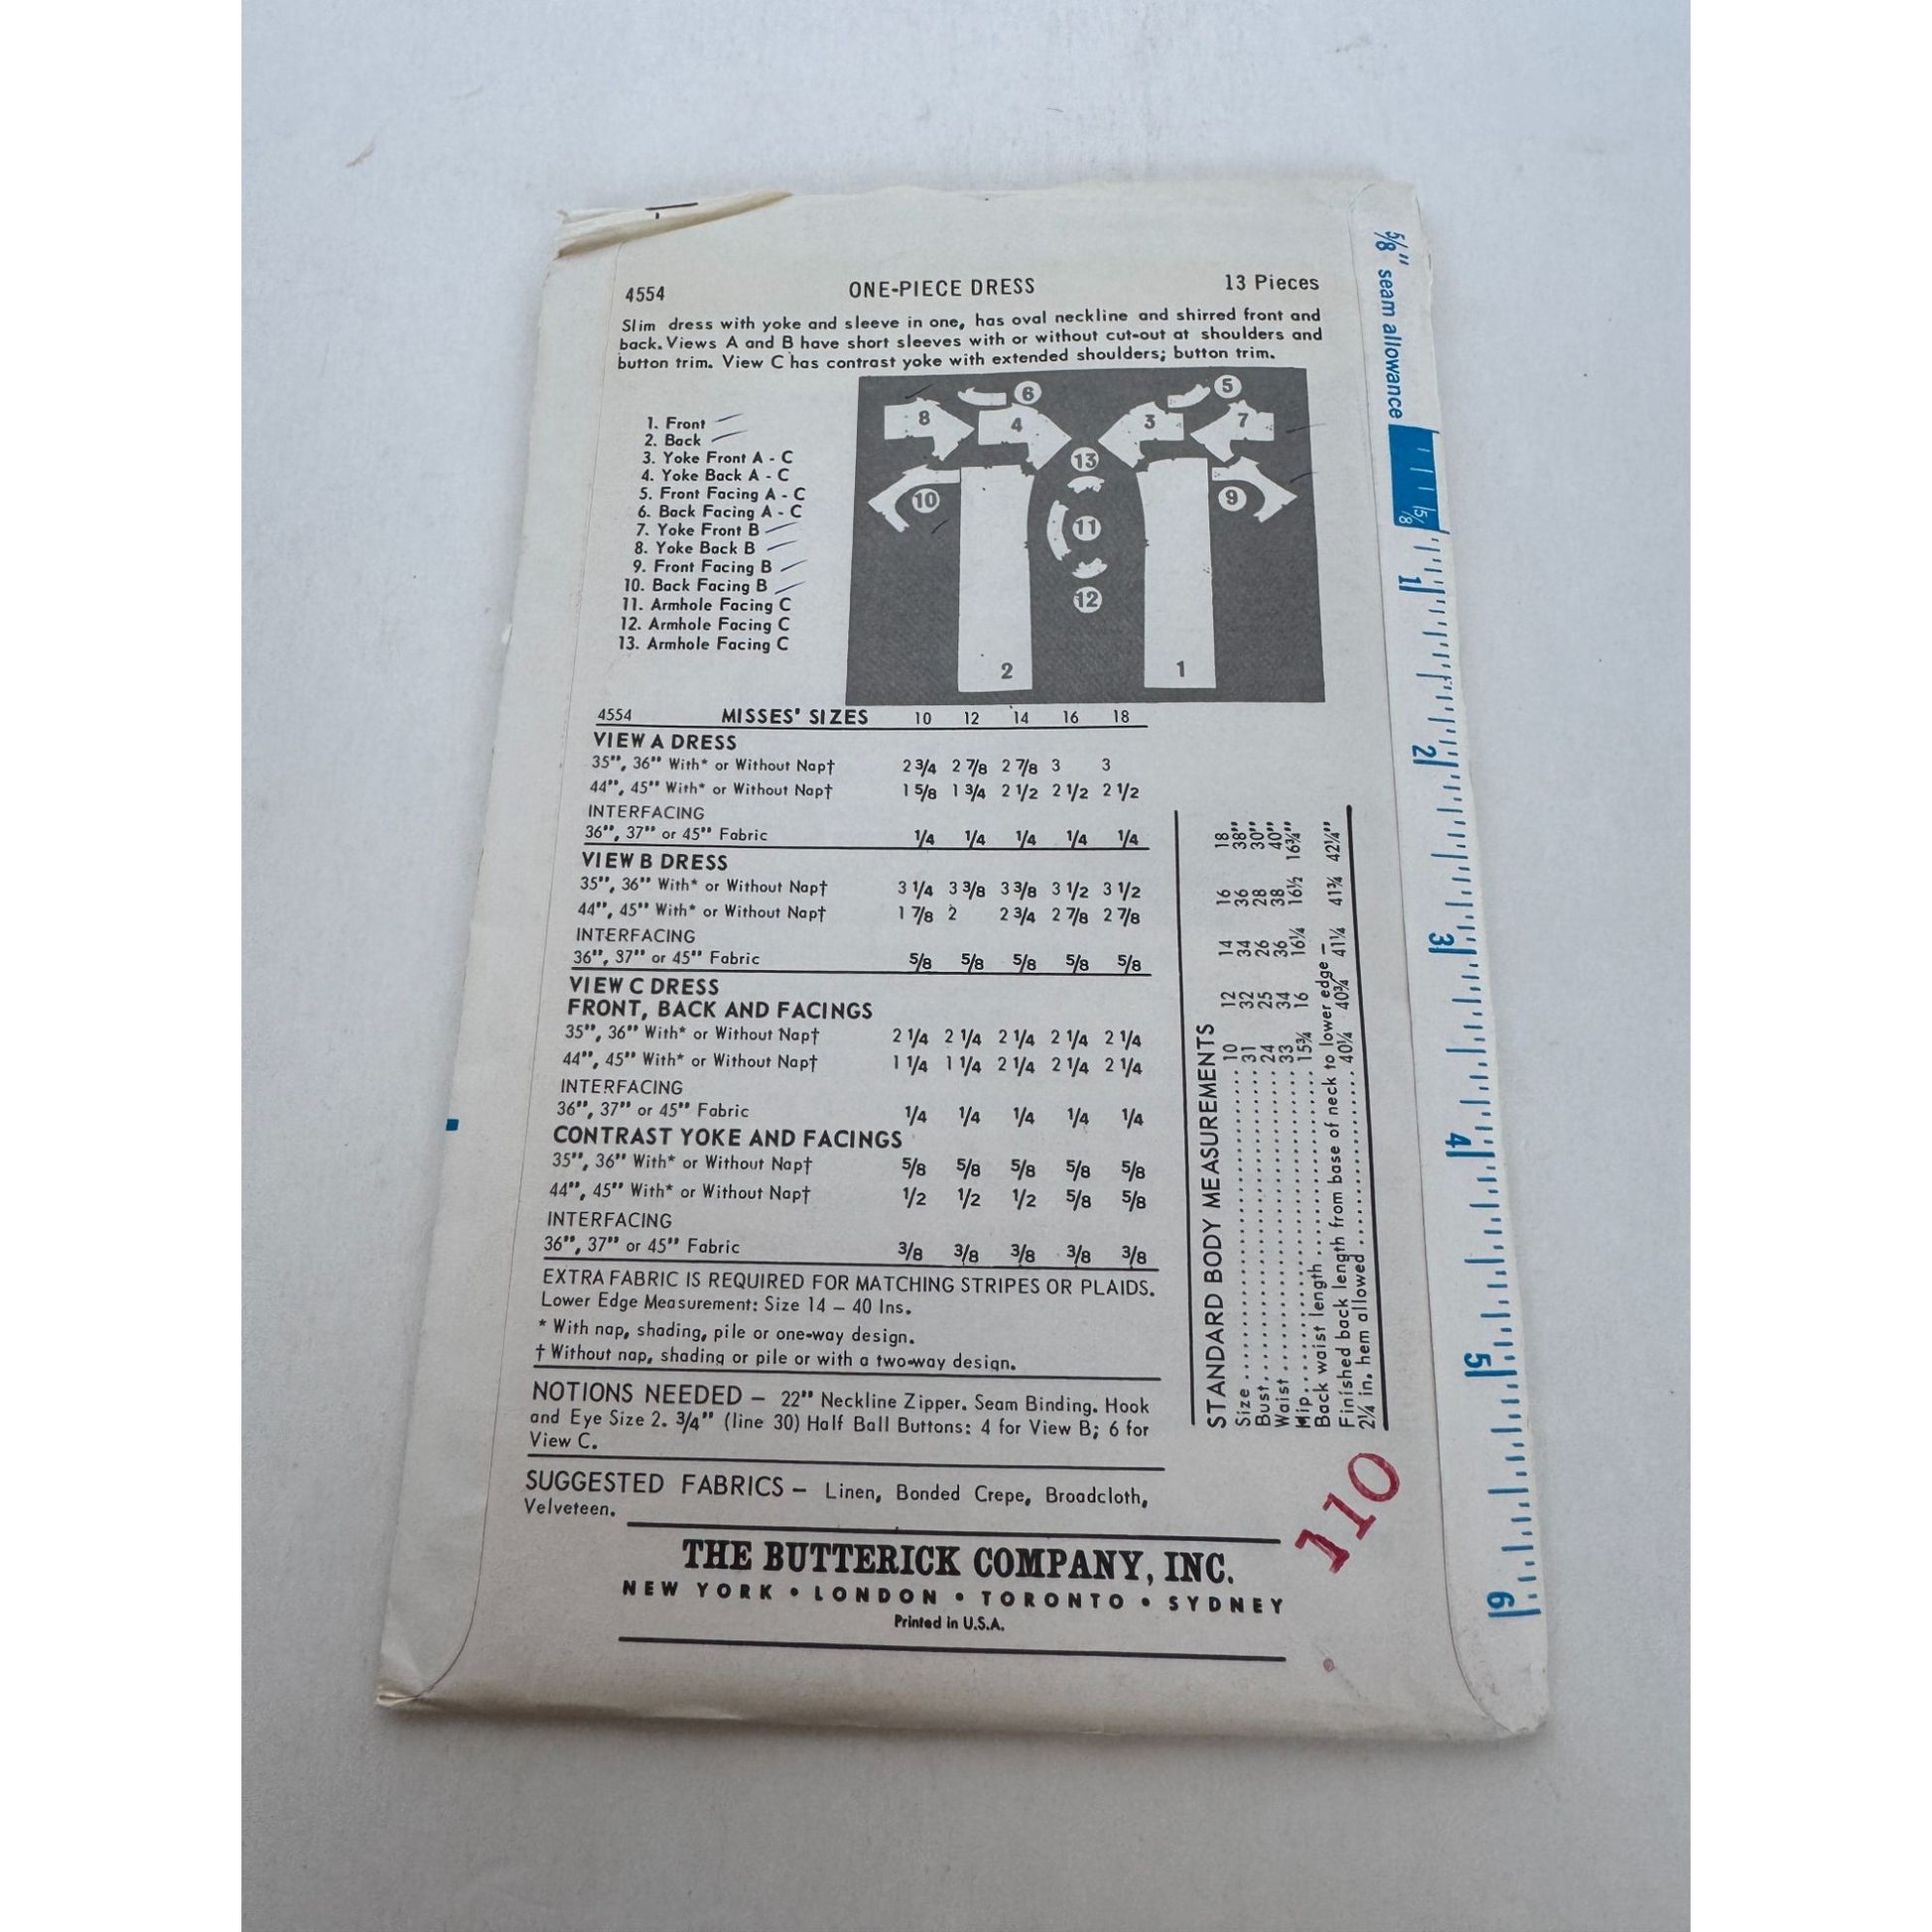 4554 ONE-PIECE DRESS 13 Pieces
Slim dress with yoke and sleeve in one, has oval neckline and shirred front and
back. Views A and B have short sleeves with or without cut-out at shoulders and
button trim. View C has contrast yoke with extended shoulders; button trim.
1. Front
2. Back
3. Yoke Front A - C
4. Yoke Back A - C
5. Front Facing A - C
6. Back Facing A - C
7. Yoke Front B
8. Yoke Back B
9. Front Facing B
10. Back Facing B
11. Armhole Facing C
12. Armhole Facing C
13. Armhole Facing C
6 5
8 4 3 7
13
10 9
11
12
2 1
4554 MISSES' SIZES 10 12 14 16 18
VIEW A DRESS
35", 36" With* or Without Nap† 2 3/4 2 7/8 2 7/8 3 3
44", 45" With* or Without Nap† 1 5/8 1 3/4 2 1/2 2 1/2 2 1/2
INTERFACING
36", 37" or 45" Fabric 1/4 1/4 1/4 1/4 1/4
VIEW B DRESS
35", 36" With* or Without Nap† 3 1/4 3 3/8 3 3/8 3 1/2 3 1/2
44", 45" With* or Without Nap† 1 7/8 2 2 3/4 2 7/8 2 7/8
INTERFACING
36", 37" or 45" Fabric 5/8 5/8 5/8 5/8 5/8
VIEW C DRESS
FRONT, BACK AND FACINGS
35", 36" With* or Without Nap† 2 1/4 2 1/4 2 1/4 2 1/4 2 1/4
44", 45" With* or Without Nap† 1 1/4 1 1/4 2 1/4 2 1/4 2 1/4
INTERFACING
36", 37" or 45" Fabric 1/4 1/4 1/4 1/4 1/4
CONTRAST YOKE AND FACINGS
35", 36" With* or Without Nap† 5/8 5/8 5/8 5/8 5/8
44", 45" With* or Without Nap† 1/2 1/2 1/2 5/8 5/8
INTERFACING
36", 37" or 45" Fabric 3/8 3/8 3/8 3/8 3/8
EXTRA FABRIC IS REQUIRED FOR MATCHING STRIPES OR PLAIDS.
Lower Edge Measurement: Size 14 – 40 Ins.
* With nap, shading, pile or one-way design.
† Without nap, shading or pile or with a two-way design.
NOTIONS NEEDED – 22" Neckline Zipper. Seam Binding. Hook
and Eye Size 2. 3/4" (line 30) Half Ball Buttons: 4 for View B; 6 for
View C.
SUGGESTED FABRICS – Linen, Bonded Crepe, Broadcloth,
Velveteen.
THE BUTTERICK COMPANY, INC.
NEW YORK • LONDON • TORONTO • SYDNEY
Printed in U.S.A.
STANDARD BODY MEASUREMENTS
Size 10 12 14 16 18
Bust 31 32 34 36 38"
Waist 24 25 26 28 30"
Hip 33 34 36 38 40"
Back waist length 15¾ 16 16¼ 16½ 16¾"
Finished back length from base of neck to lower edge –
2¼ in. hem allowed 40¼ 40¾ 41¼ 41¾ 42¼"
110
5/8" seam allowance
5/8
1
2
3
4
5
6